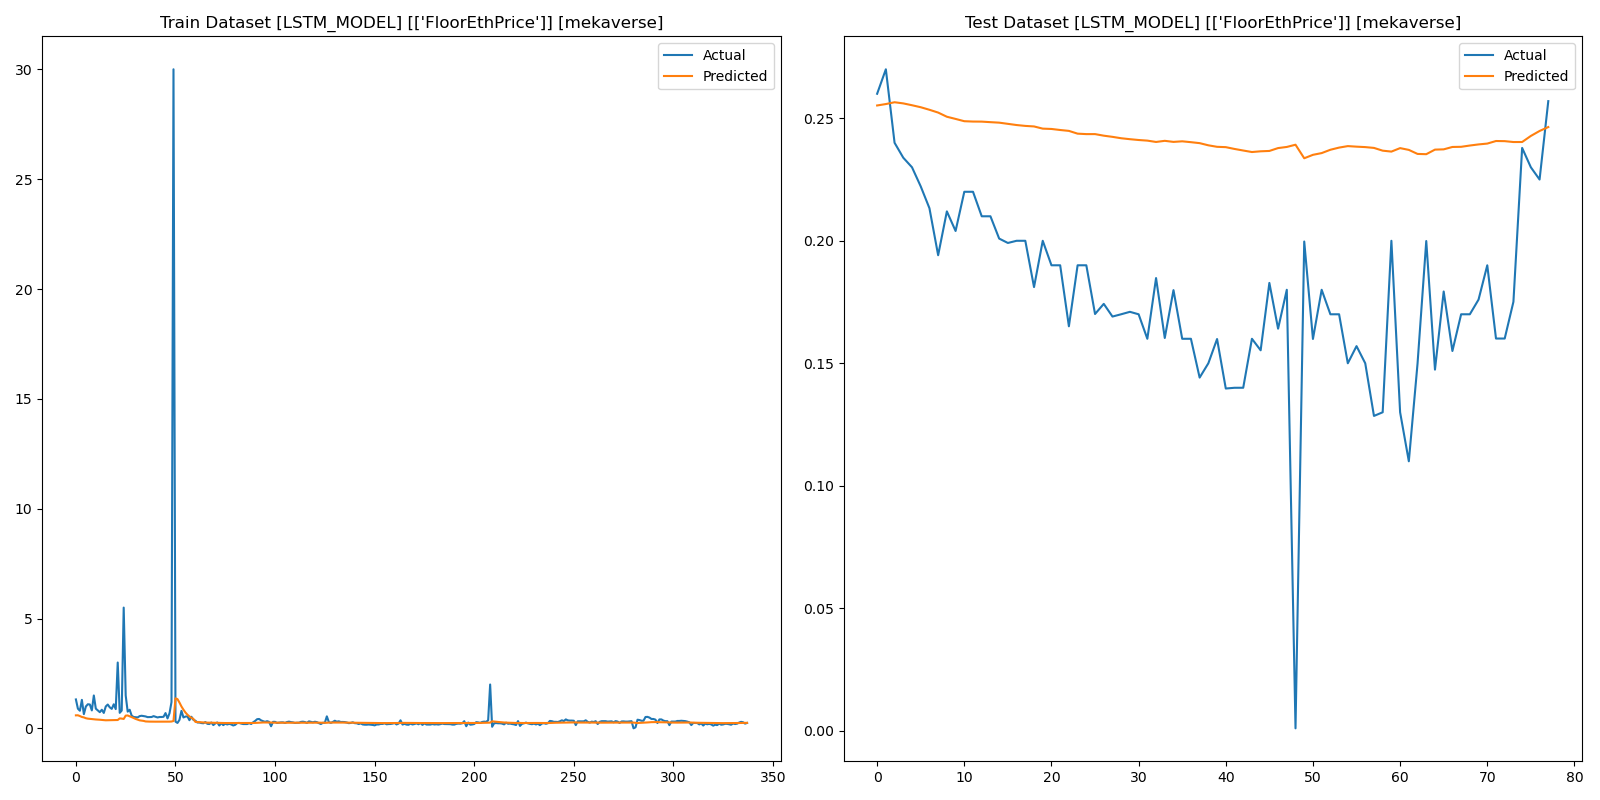 Train Dataset [LSTM_MODEL] [['FloorEthPrice']] [mekaverse]
Actual
Predicted
30
25
20
15
10
5
0
0 50 100 150 200 250 300 350
Test Dataset [LSTM_MODEL] [['FloorEthPrice']] [mekaverse]
Actual
Predicted
0.25
0.20
0.15
0.10
0.05
0.00
0 10 20 30 40 50 60 70 80